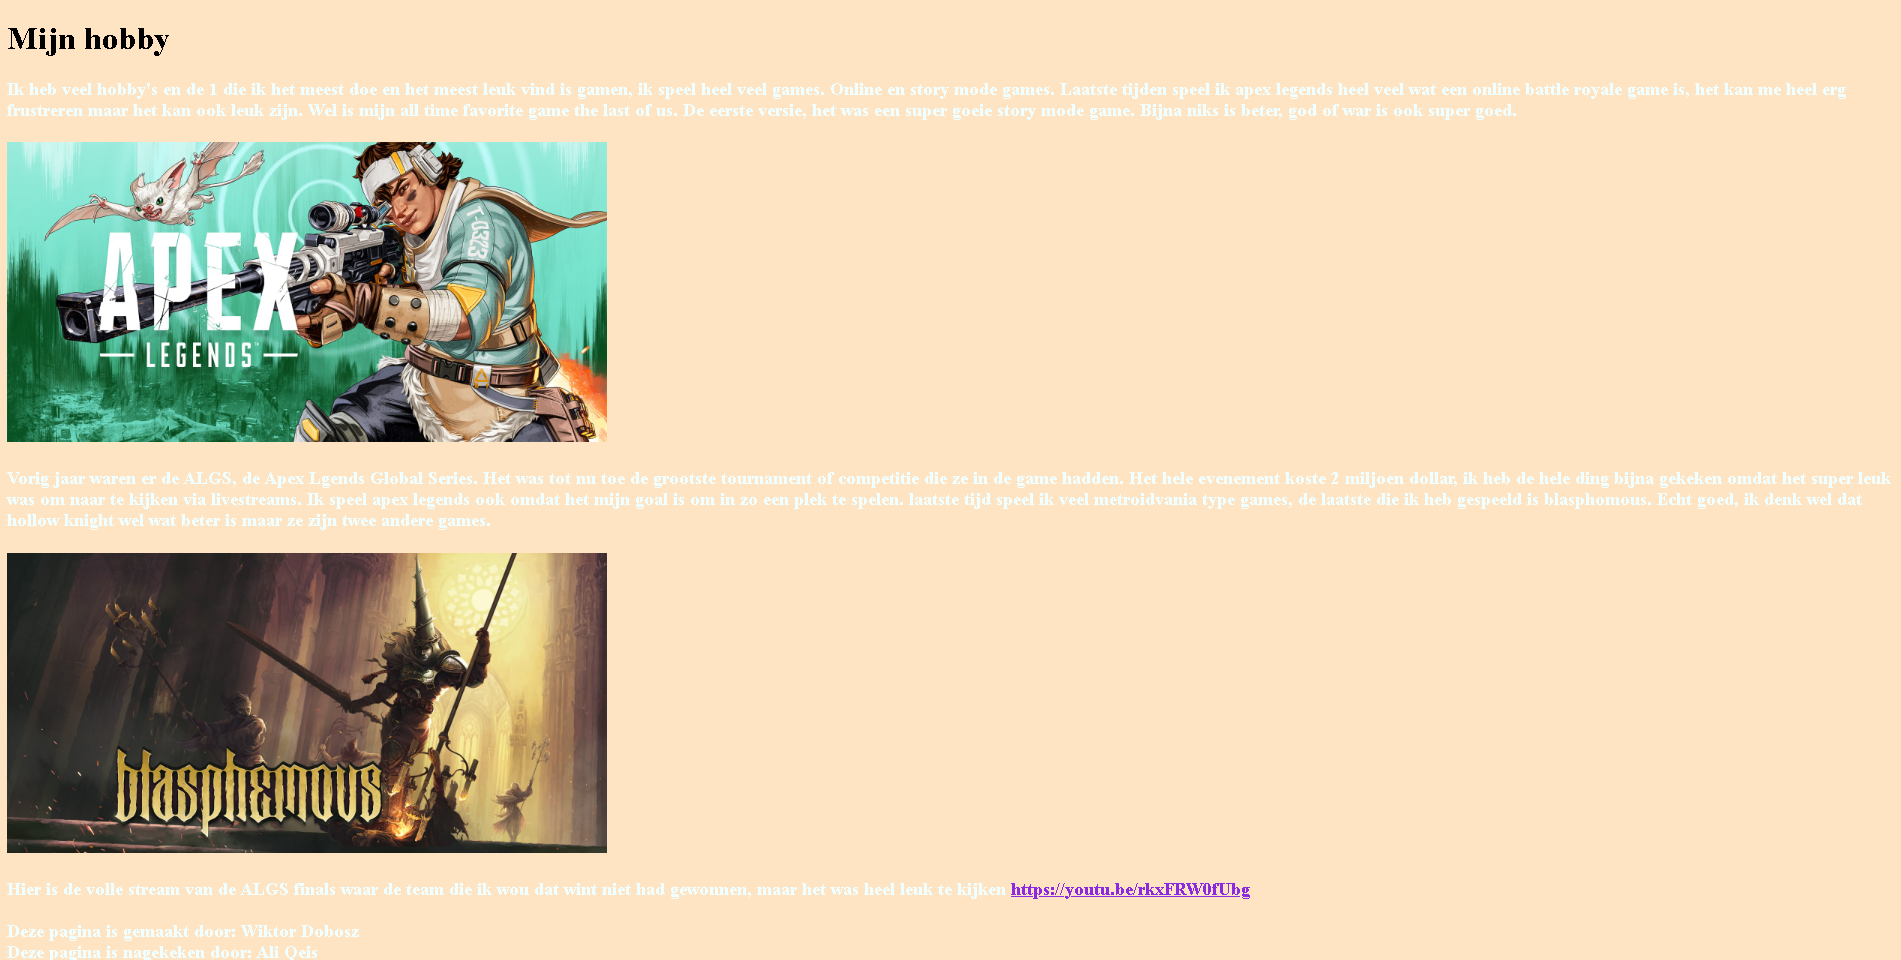 Mijn hobby
Ik heb veel hobby's en de 1 die ik het meest doe en het meest leuk vind is gamen, ik speel heel veel games. Online en story mode games. Laatste tijden speel ik apex legends heel veel wat een online battle royale game is, het kan me heel erg
frustreren maar het kan ook leuk zijn. Wel is mijn all time favorite game the last of us. De eerste versie, het was een super goeie story mode game. Bijna niks is beter, god of war is ook super goed.
T-0323
APEX
LEGENDS™
Vorig jaar waren er de ALGS, de Apex Lgends Global Series. Het was tot nu toe de grootste tournament of competitie die ze in de game hadden. Het hele evenement koste 2 miljoen dollar, ik heb de hele ding bijna gekeken omdat het super leuk
was om naar te kijken via livestreams. Ik speel apex legends ook omdat het mijn goal is om in zo een plek te spelen. laatste tijd speel ik veel metroidvania type games, de laatste die ik heb gespeeld is blasphomous. Echt goed, ik denk wel dat
hollow knight wel wat beter is maar ze zijn twee andere games.
blasphemous
Hier is de volle stream van de ALGS finals waar de team die ik wou dat wint niet had gewonnen, maar het was heel leuk te kijken https://youtu.be/rkxFRW0fUbg
Deze pagina is gemaakt door: Wiktor Dobosz
Deze pagina is nagekeken door: Ali Qeis